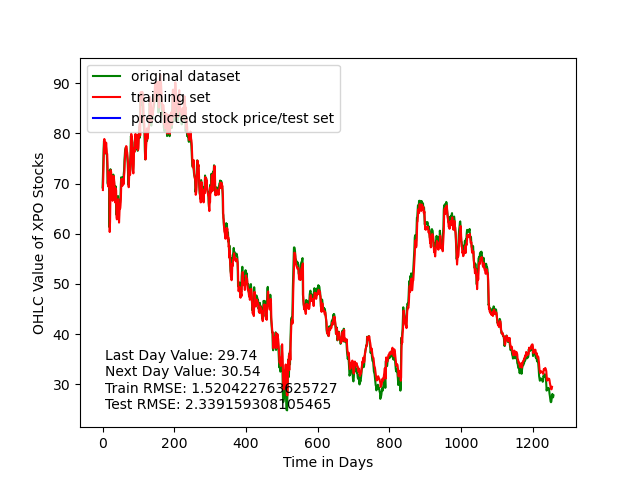 original dataset
training set
predicted stock price/test set
90
80
70
60
50
40
30
OHLC Value of XPO Stocks
Last Day Value: 29.74
Next Day Value: 30.54
Train RMSE: 1.520422763625727
Test RMSE: 2.339159308105465
0
200
400
600
800
1000
1200
Time in Days